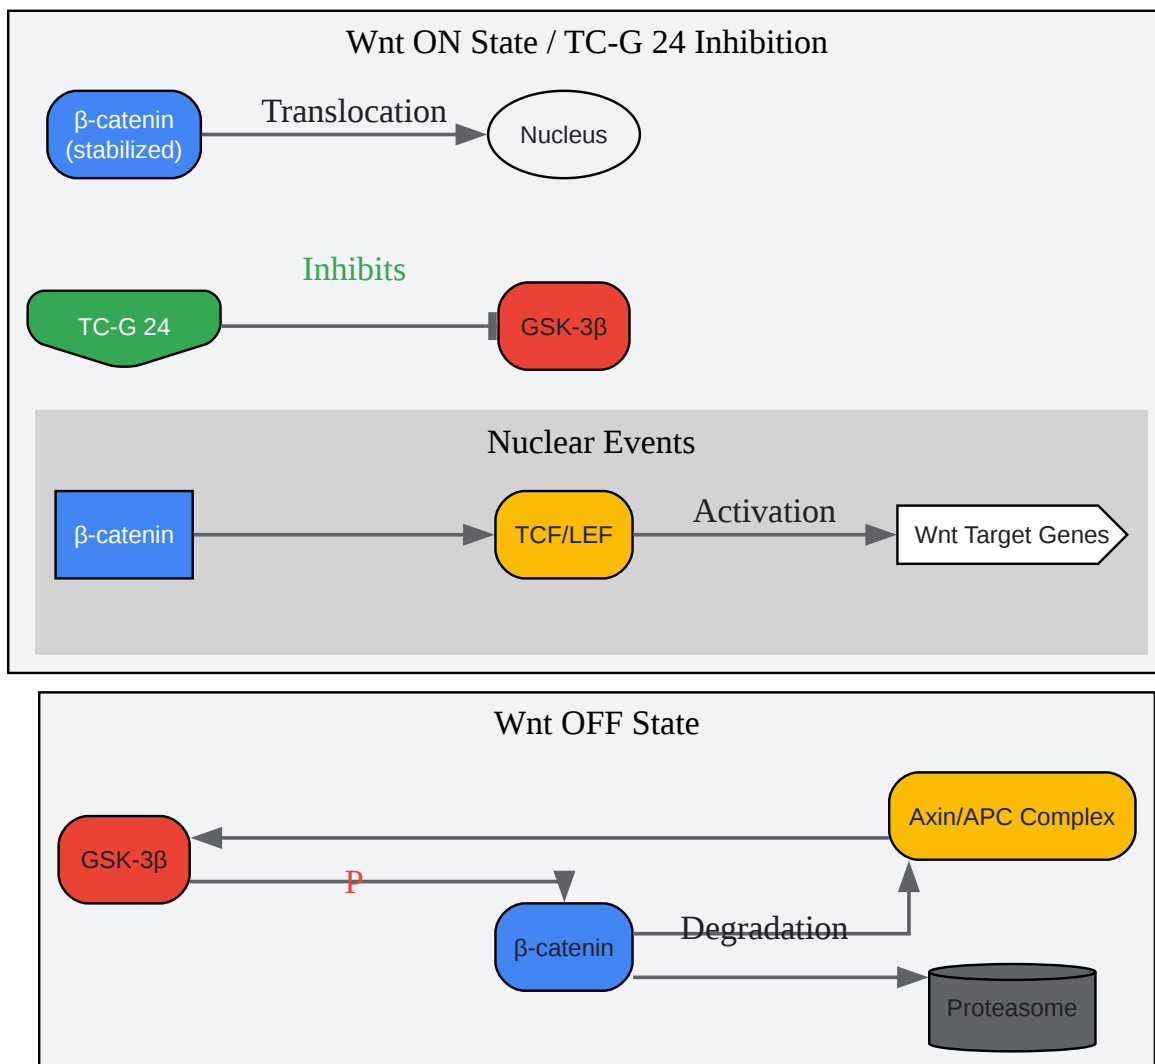 Wnt ON State / TC-G 24 Inhibition
β-catenin
(stabilized)
Translocation
Nucleus
Inhibits
TC-G 24
GSK-3β
Nuclear Events
β-catenin
TCF/LEF
Activation
Wnt Target Genes
Wnt OFF State
Axin/APC Complex
GSK-3β
P
β-catenin
Degradation
Proteasome